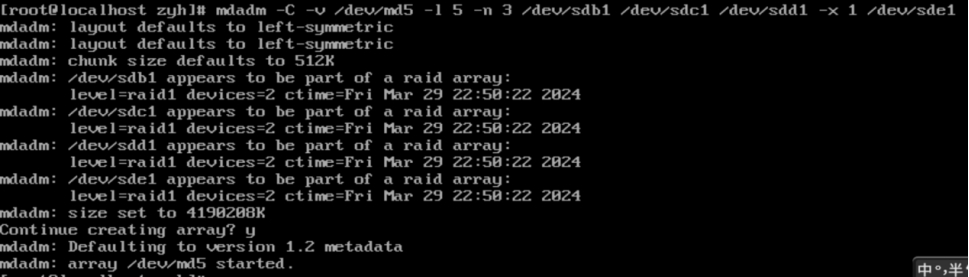 [root@localhost zyh]# mdadm -C -v /dev/md5 -l 5 -n 3 /dev/sdb1 /dev/sdc1 /dev/sdd1 -x 1 /dev/sde1
mdadm: layout defaults to left-symmetric
mdadm: layout defaults to left-symmetric
mdadm: chunk size defaults to 512K
mdadm: /dev/sdb1 appears to be part of a raid array:
level=raid1 devices=2 ctime=Fri Mar 29 22:50:22 2024
mdadm: /dev/sdc1 appears to be part of a raid array:
level=raid1 devices=2 ctime=Fri Mar 29 22:50:22 2024
mdadm: /dev/sdd1 appears to be part of a raid array:
level=raid1 devices=2 ctime=Fri Mar 29 22:50:22 2024
mdadm: /dev/sde1 appears to be part of a raid array:
level=raid1 devices=2 ctime=Fri Mar 29 22:50:22 2024
mdadm: size set to 4190208K
Continue creating array? y
mdadm: Defaulting to version 1.2 metadata
mdadm: array /dev/md5 started.
中°,半